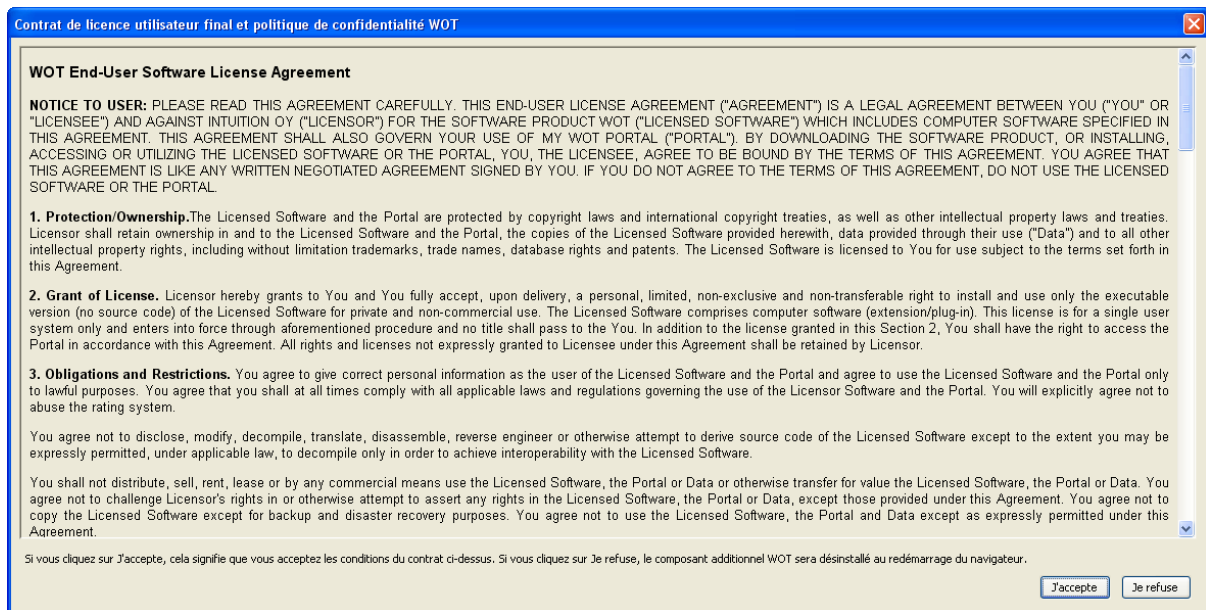 Contrat de licence utilisateur final et politique de confidentialité WOT
WOT End-User Software License Agreement
NOTICE TO USER: PLEASE READ THIS AGREEMENT CAREFULLY. THIS END-USER LICENSE AGREEMENT ("AGREEMENT") IS A LEGAL AGREEMENT BETWEEN YOU ("YOU" OR
"LICENSEE") AND AGAINST INTUITION OY ("LICENSOR") FOR THE SOFTWARE PRODUCT WOT ("LICENSED SOFTWARE") WHICH INCLUDES COMPUTER SOFTWARE SPECIFIED IN
THIS AGREEMENT. THIS AGREEMENT SHALL ALSO GOVERN YOUR USE OF MY WOT PORTAL ("PORTAL"). BY DOWNLOADING THE SOFTWARE PRODUCT, OR INSTALLING,
ACCESSING OR UTILIZING THE LICENSED SOFTWARE OR THE PORTAL, YOU, THE LICENSEE, AGREE TO BE BOUND BY THE TERMS OF THIS AGREEMENT. YOU AGREE THAT
THIS AGREEMENT IS LIKE ANY WRITTEN NEGOTIATED AGREEMENT SIGNED BY YOU. IF YOU DO NOT AGREE TO THE TERMS OF THIS AGREEMENT, DO NOT USE THE LICENSED
SOFTWARE OR THE PORTAL.
1. Protection/Ownership.The Licensed Software and the Portal are protected by copyright laws and international copyright treaties, as well as other intellectual property laws and treaties.
Licensor shall retain ownership in and to the Licensed Software and the Portal, the copies of the Licensed Software provided herewith, data provided through their use ("Data") and to all other
intellectual property rights, including without limitation trademarks, trade names, database rights and patents. The Licensed Software is licensed to You for use subject to the terms set forth in
this Agreement.
2. Grant of License. Licensor hereby grants to You and You fully accept, upon delivery, a personal, limited, non-exclusive and non-transferable right to install and use only the executable
version (no source code) of the Licensed Software for private and non-commercial use. The Licensed Software comprises computer software (extension/plug-in). This license is for a single user
system only and enters into force through aforementioned procedure and no title shall pass to the You. In addition to the license granted in this Section 2, You shall have the right to access the
Portal in accordance with this Agreement. All rights and licenses not expressly granted to Licensee under this Agreement shall be retained by Licensor.
3. Obligations and Restrictions. You agree to give correct personal information as the user of the Licensed Software and the Portal and agree to use the Licensed Software and the Portal only
to lawful purposes. You agree that you shall at all times comply with all applicable laws and regulations governing the use of the Licensor Software and the Portal. You will explicitly agree not to
abuse the rating system.
You agree not to disclose, modify, decompile, translate, disassemble, reverse engineer or otherwise attempt to derive source code of the Licensed Software except to the extent you may be
expressly permitted, under applicable law, to decompile only in order to achieve interoperability with the Licensed Software.
You shall not distribute, sell, rent, lease or by any commercial means use the Licensed Software, the Portal or Data or otherwise transfer for value the Licensed Software, the Portal or Data. You
agree not to challenge Licensor's rights in or otherwise attempt to assert any rights in the Licensed Software, the Portal or Data, except those provided under this Agreement. You agree not to
copy the Licensed Software except for backup and disaster recovery purposes. You agree not to use the Licensed Software, the Portal and Data except as expressly permitted under this
Agreement.
Si vous cliquez sur J'accepte, cela signifie que vous acceptez les conditions du contrat ci-dessus. Si vous cliquez sur Je refuse, le composant additionnel WOT sera désinstallé au redémarrage du navigateur.
J'accepte
Je refuse